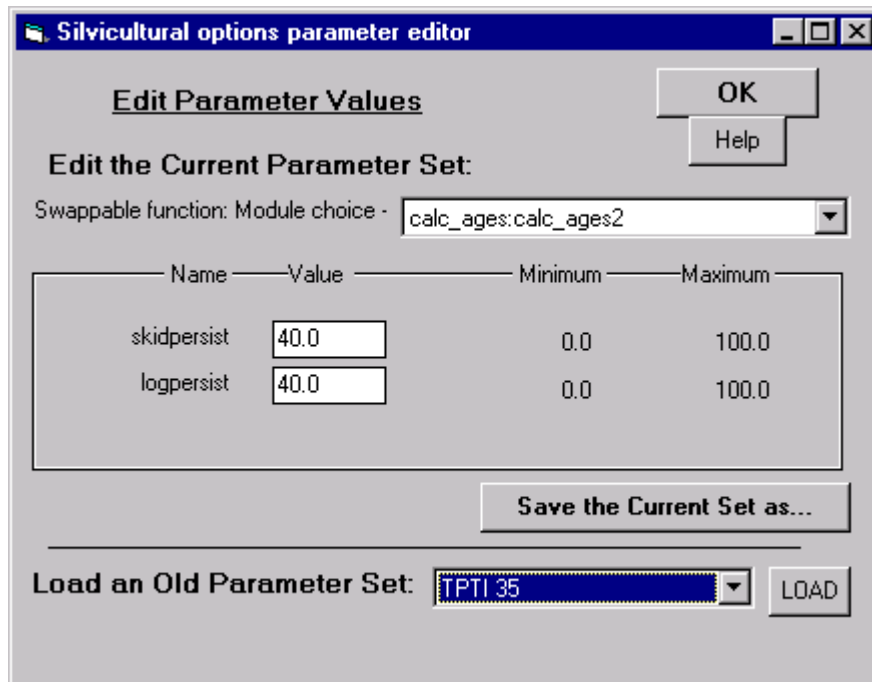 Silvicultural options parameter editor
Edit Parameter Values
OK
Help
Edit the Current Parameter Set:
Swappable function: Module choice - calc_ages:calc_ages2
Name Value Minimum Maximum
skidpersist 40.0 0.0 100.0
logpersist 40.0 0.0 100.0
Save the Current Set as...
Load an Old Parameter Set: TPTI 35 LOAD